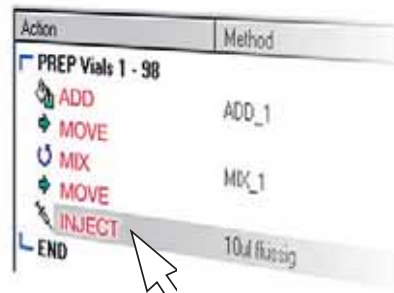 Action Method
PREP Vials 1 - 98
ADD ADD_1
MOVE
MIX MIX_1
MOVE
INJECT 10ul flussig
END